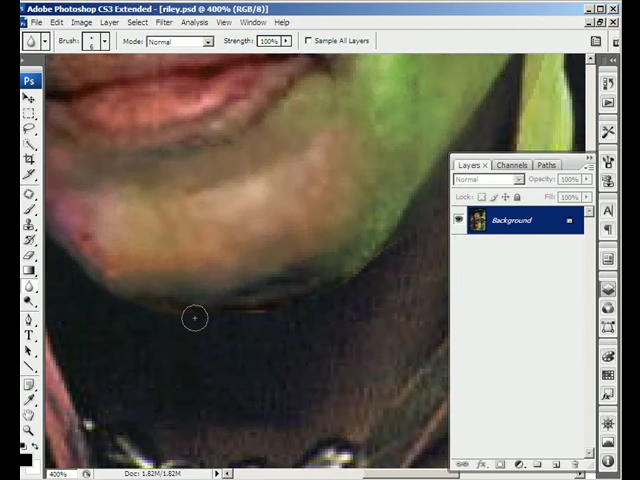 Adobe Photoshop CS3 Extended - [riley.psd @ 400% (RGB/8)]
File Edit Image Layer Select Filter Analysis View Window Help
Brush: 6 Mode: Normal Strength: 100% Sample All Layers
Ps
Layers x Channels Paths
Normal Opacity: 100%
Lock: Fill: 100%
Background
T
400% Doc: 1.82M/1.82M